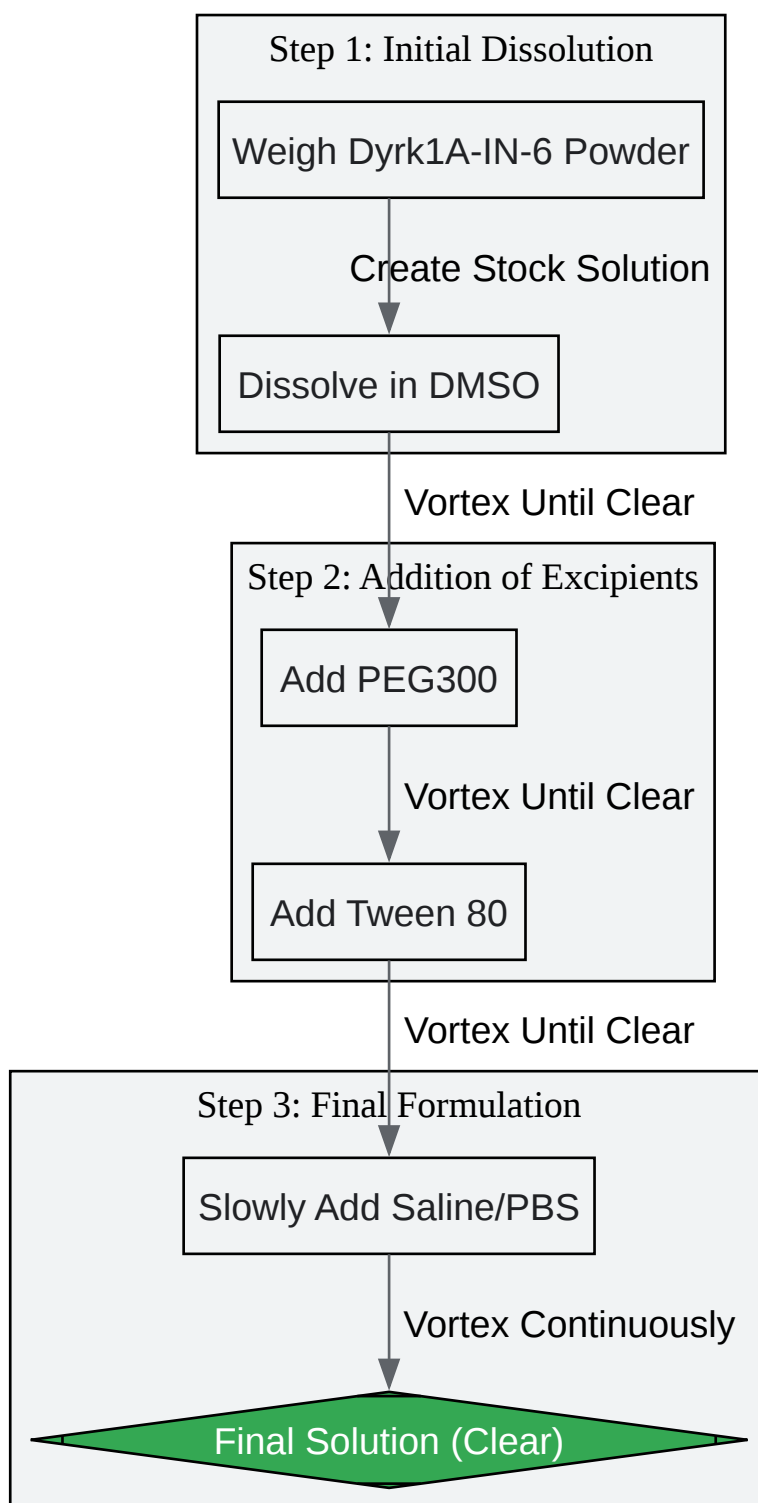 Step 1: Initial Dissolution
Weigh Dyrk1A-IN-6 Powder
Create Stock Solution
Dissolve in DMSO
Vortex Until Clear
Step 2: Addition of Excipients
Add PEG300
Vortex Until Clear
Add Tween 80
Vortex Until Clear
Step 3: Final Formulation
Slowly Add Saline/PBS
Vortex Continuously
Final Solution (Clear)